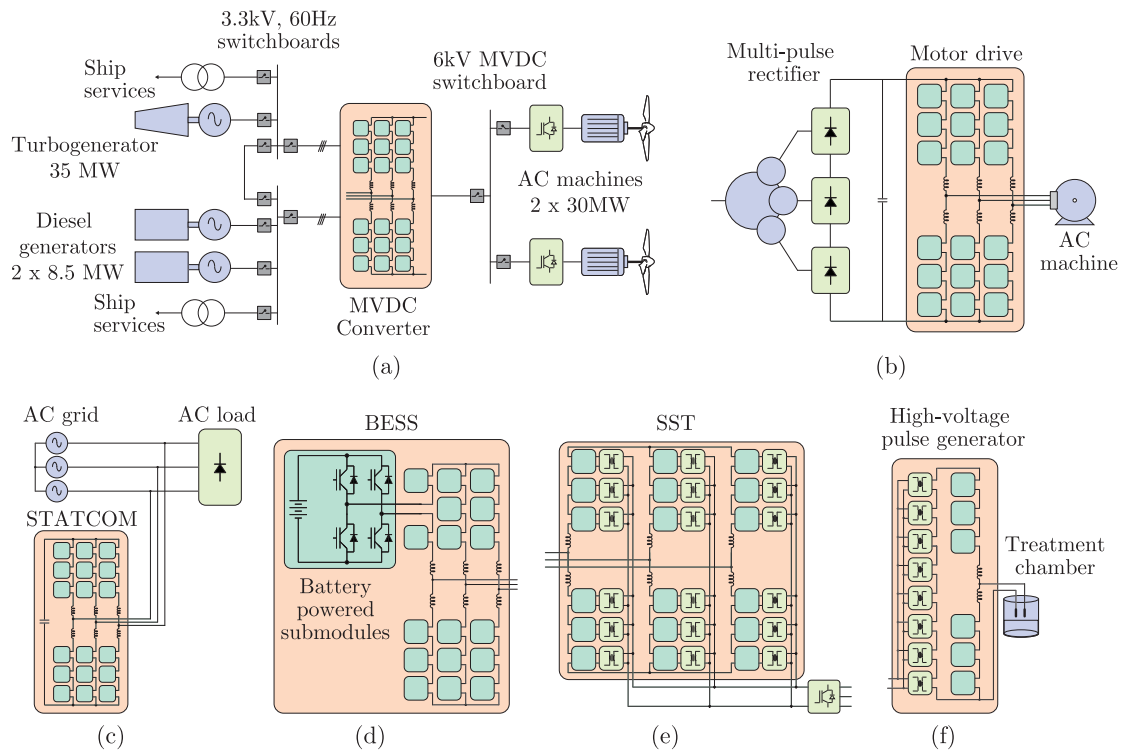 3.3kV, 60Hz
switchboards
Ship
services
Turbogenerator
35 MW
Diesel
generators
2 x 8.5 MW
Ship
services
MVDC
Converter
6kV MVDC
switchboard
AC machines
2 x 30MW
(a)
Multi-pulse
rectifier
Motor drive
AC
machine
(b)
AC grid
AC load
STATCOM
(c)
BESS
Battery
powered
submodules
(d)
SST
(e)
High-voltage
pulse generator
Treatment
chamber
(f)